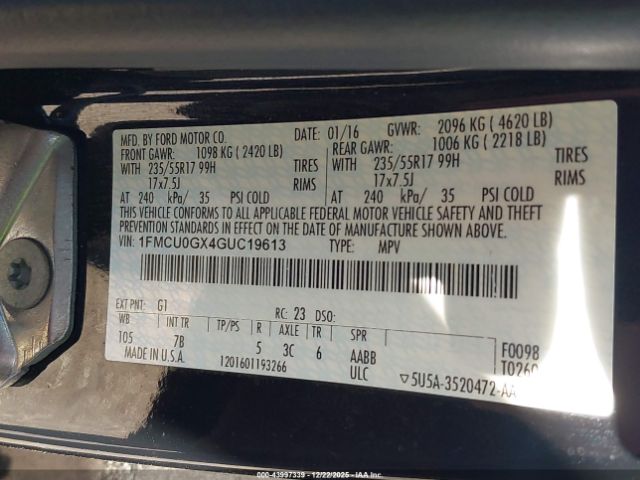 MFD. BY FORD MOTOR CO. DATE: 01/16 GVWR: 2096 KG ( 4620 LB)
FRONT GAWR: 1098 KG ( 2420 LB) REAR GAWR: 1006 KG ( 2218 LB)
WITH 235/55R17 99H TIRES WITH 235/55R17 99H TIRES
17x7.5J RIMS 17x7.5J RIMS
AT 240 kPa/ 35 PSI COLD AT 240 kPa/ 35 PSI COLD
THIS VEHICLE CONFORMS TO ALL APPLICABLE FEDERAL MOTOR VEHICLE SAFETY AND THEFT
PREVENTION STANDARDS IN EFFECT ON THE DATE OF MANUFACTURE SHOWN ABOVE.
VIN: 1FMCU0GX4GUC19613 TYPE: MPV
EXT PNT: G1 RC: 23 DSO:
WB INT TR TP/PS R AXLE TR SPR
105 7B 5 3C 6 AABB F0098
MADE IN U.S.A. 1201601193266 ULC T0260
▽5U5A-3520472-AA
000-43997339 - 12/22/2025 - IAAC